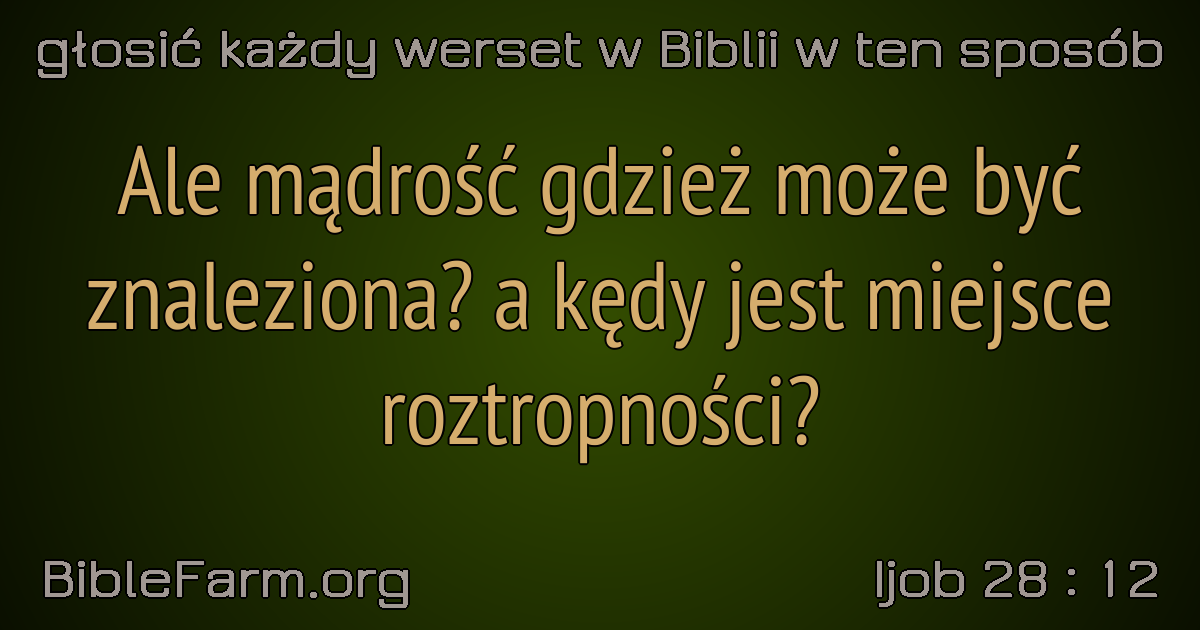 głosić każdy werset w Biblii w ten sposób
Ale mądrość gdzież może być
znaleziona? a kędy jest miejsce
roztropności?
BibleFarm.org
Ijob 28 : 12